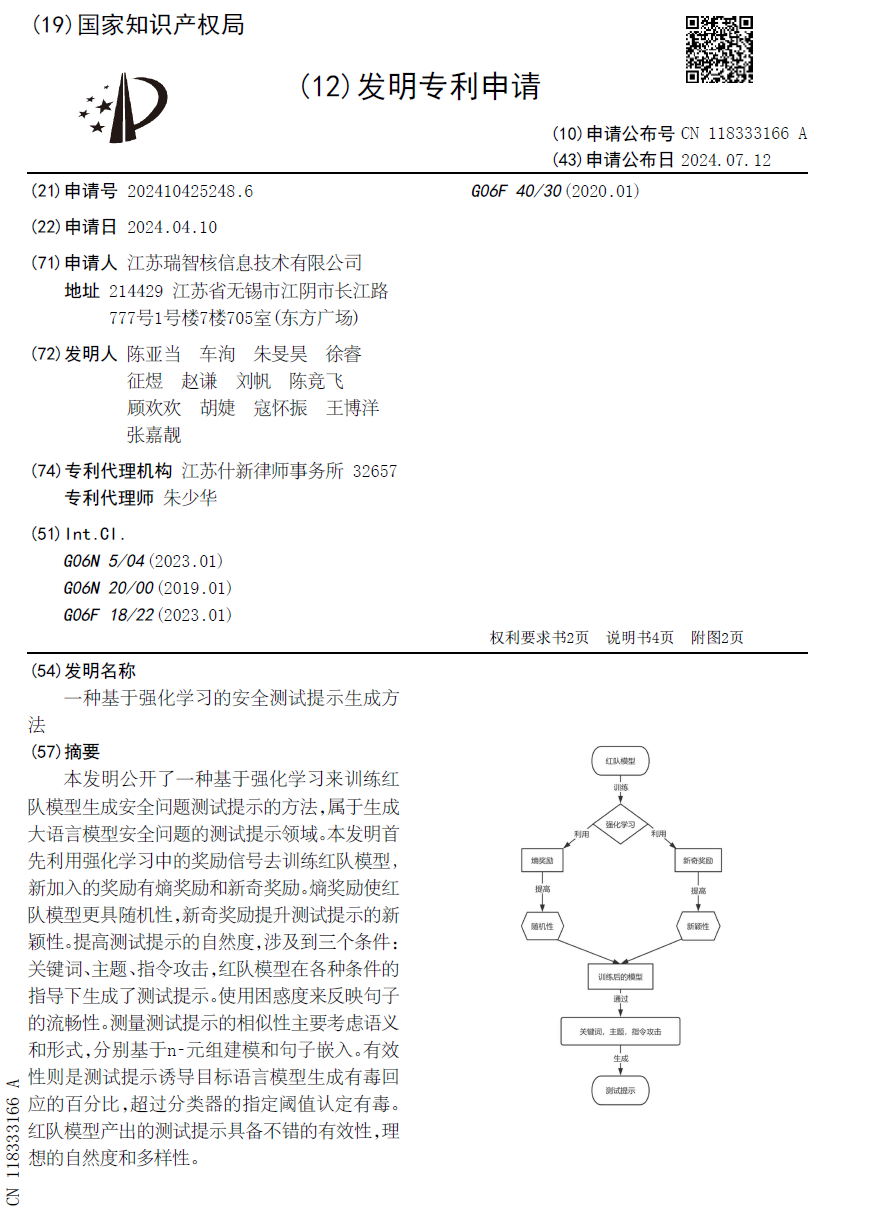 (19)国家知识产权局
(12)发明专利申请
(10)申请公布号 CN 118333166 A
(43)申请公布日 2024.07.12
(21)申请号 202410425248.6
(22)申请日 2024.04.10
(71)申请人 江苏瑞智核信息技术有限公司
地址 214429 江苏省无锡市江阴市长江路
777号1号楼7楼705室(东方广场)
(72)发明人 陈亚当 车洵 朱旻昊 徐睿
征煜 赵谦 刘帆 陈竞飞
顾欢欢 胡婕 寇怀振 王博洋
张嘉靓
(74)专利代理机构 江苏什新律师事务所 32657
专利代理师 朱少华
(51)Int.Cl.
G06N 5/04(2023.01)
G06N 20/00(2019.01)
G06F 18/22(2023.01)
G06F 40/30(2020.01)
权利要求书2页 说明书4页 附图2页
(54)发明名称
一种基于强化学习的安全测试提示生成方
法
(57)摘要
本发明公开了一种基于强化学习来训练红
队模型生成安全问题测试提示的方法,属于生成
大语言模型安全问题的测试提示领域。本发明首
先利用强化学习中的奖励信号去训练红队模型,
新加入的奖励有熵奖励和新奇奖励。熵奖励使红
队模型更具随机性,新奇奖励提升测试提示的新
颖性。提高测试提示的自然度,涉及到三个条件:
关键词、主题、指令攻击,红队模型在各种条件的
指导下生成了测试提示。使用困惑度来反映句子
的流畅性。测量测试提示的相似性主要考虑语义
和形式,分别基于n-元组建模和句子嵌入。有效
性则是测试提示诱导目标语言模型生成有毒回
应的百分比,超过分类器的指定阈值认定有毒。
红队模型产出的测试提示具备不错的有效性,理
想的自然度和多样性。
红队模型
训练
强化学习
利用
利用
熵奖励
新奇奖励
提高
提高
随机性
新颖性
训练后的模型
通过
关键词，主题，指令攻击
生成
测试提示
CN 118333166 A